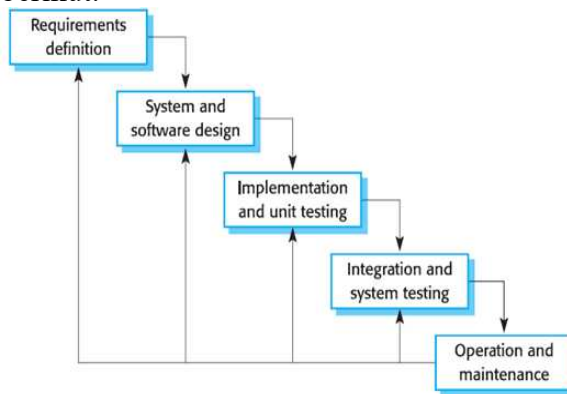 Requirements
definition
System and
software design
Implementation
and unit testing
Integration and
system testing
Operation and
maintenance